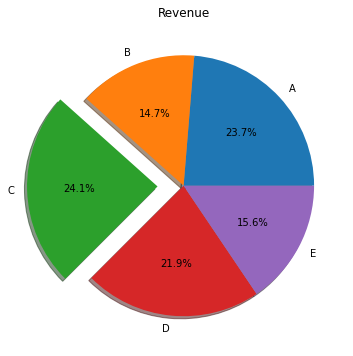 Revenue
B
A
14.7%
23.7%
C
24.1%
15.6%
E
21.9%
D